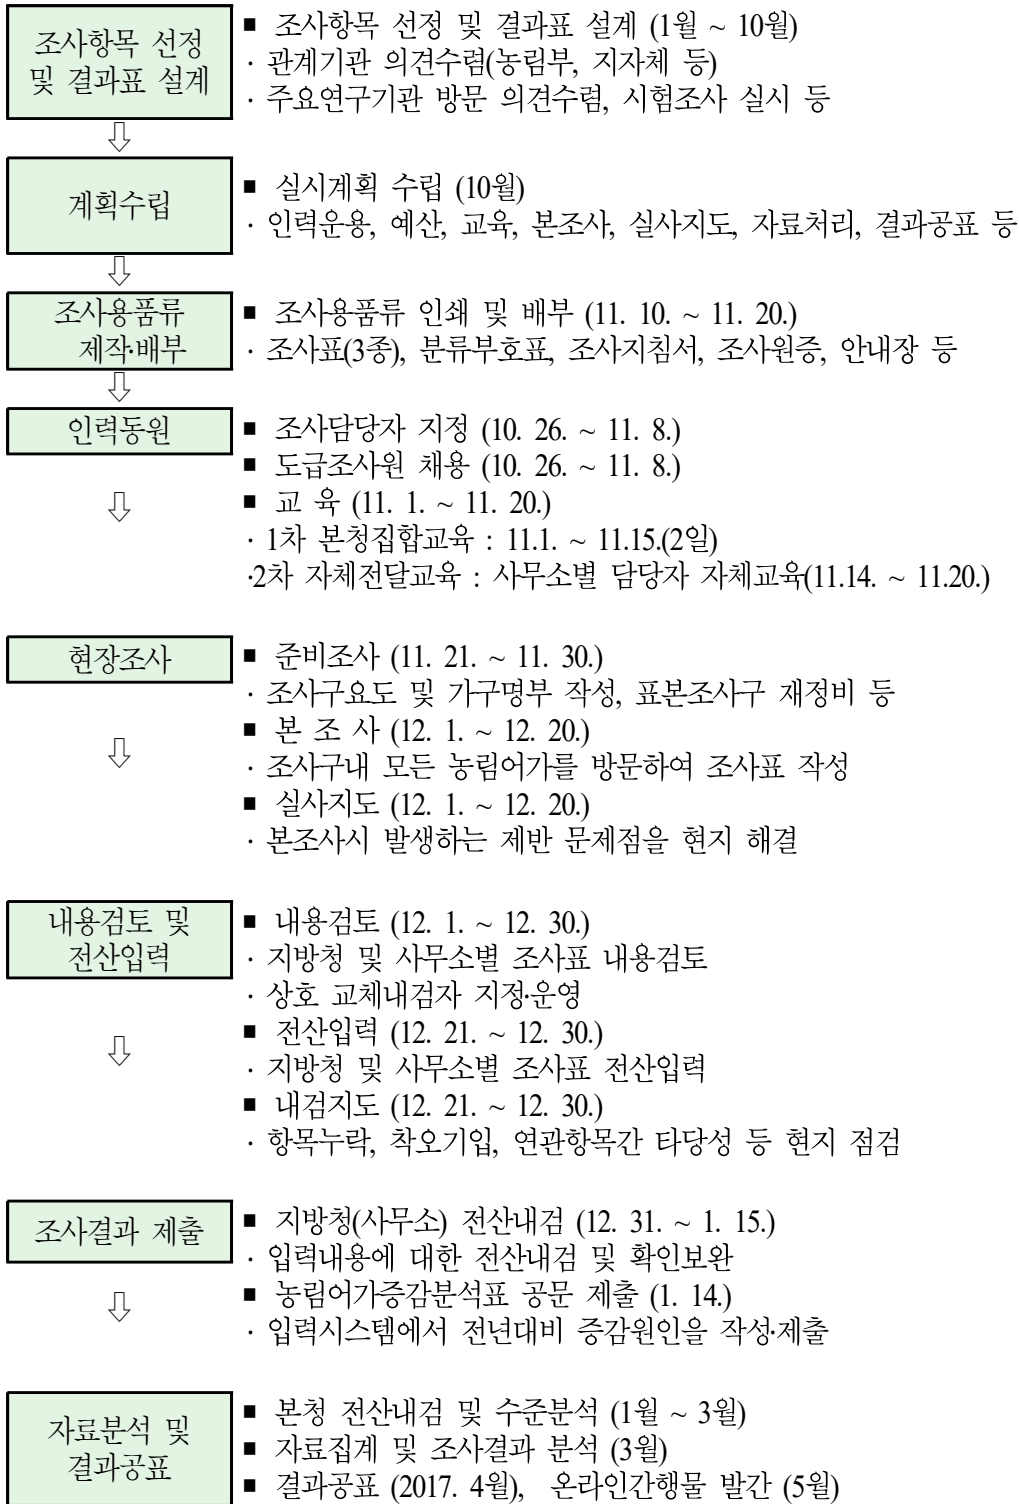 조사항목 선정
및 결과표 설계
■ 조사항목 선정 및 결과표 설계 (1월 ~ 10월)
· 관계기관 의견수렴(농림부, 지자체 등)
· 주요연구기관 방문 의견수렴, 시험조사 실시 등
⇩
계획수립
■ 실시계획 수립 (10월)
· 인력운용, 예산, 교육, 본조사, 실사지도, 자료처리, 결과공표 등
⇩
조사용품류
제작·배부
■ 조사용품류 인쇄 및 배부 (11. 10. ~ 11. 20.)
· 조사표(3종), 분류부호표, 조사지침서, 조사원증, 안내장 등
⇩
인력동원
■ 조사담당자 지정 (10. 26. ~ 11. 8.)
■ 도급조사원 채용 (10. 26. ~ 11. 8.)
■ 교 육 (11. 1. ~ 11. 20.)
· 1차 본청집합교육 : 11.1. ~ 11.15.(2일)
·2차 자체전달교육 : 사무소별 담당자 자체교육(11.14. ~ 11.20.)
⇩
현장조사
■ 준비조사 (11. 21. ~ 11. 30.)
· 조사구요도 및 가구명부 작성, 표본조사구 재정비 등
■ 본 조 사 (12. 1. ~ 12. 20.)
· 조사구내 모든 농림어가를 방문하여 조사표 작성
■ 실사지도 (12. 1. ~ 12. 20.)
· 본조사시 발생하는 제반 문제점을 현지 해결
⇩
내용검토 및
전산입력
■ 내용검토 (12. 1. ~ 12. 30.)
· 지방청 및 사무소별 조사표 내용검토
· 상호 교체내검자 지정·운영
■ 전산입력 (12. 21. ~ 12. 30.)
· 지방청 및 사무소별 조사표 전산입력
■ 내검지도 (12. 21. ~ 12. 30.)
· 항목누락, 착오기입, 연관항목간 타당성 등 현지 점검
⇩
조사결과 제출
■ 지방청(사무소) 전산내검 (12. 31. ~ 1. 15.)
· 입력내용에 대한 전산내검 및 확인보완
■ 농림어가증감분석표 공문 제출 (1. 14.)
· 입력시스템에서 전년대비 증감원인을 작성·제출
⇩
자료분석 및
결과공표
■ 본청 전산내검 및 수준분석 (1월 ~ 3월)
■ 자료집계 및 조사결과 분석 (3월)
■ 결과공표 (2017. 4월), 온라인간행물 발간 (5월)